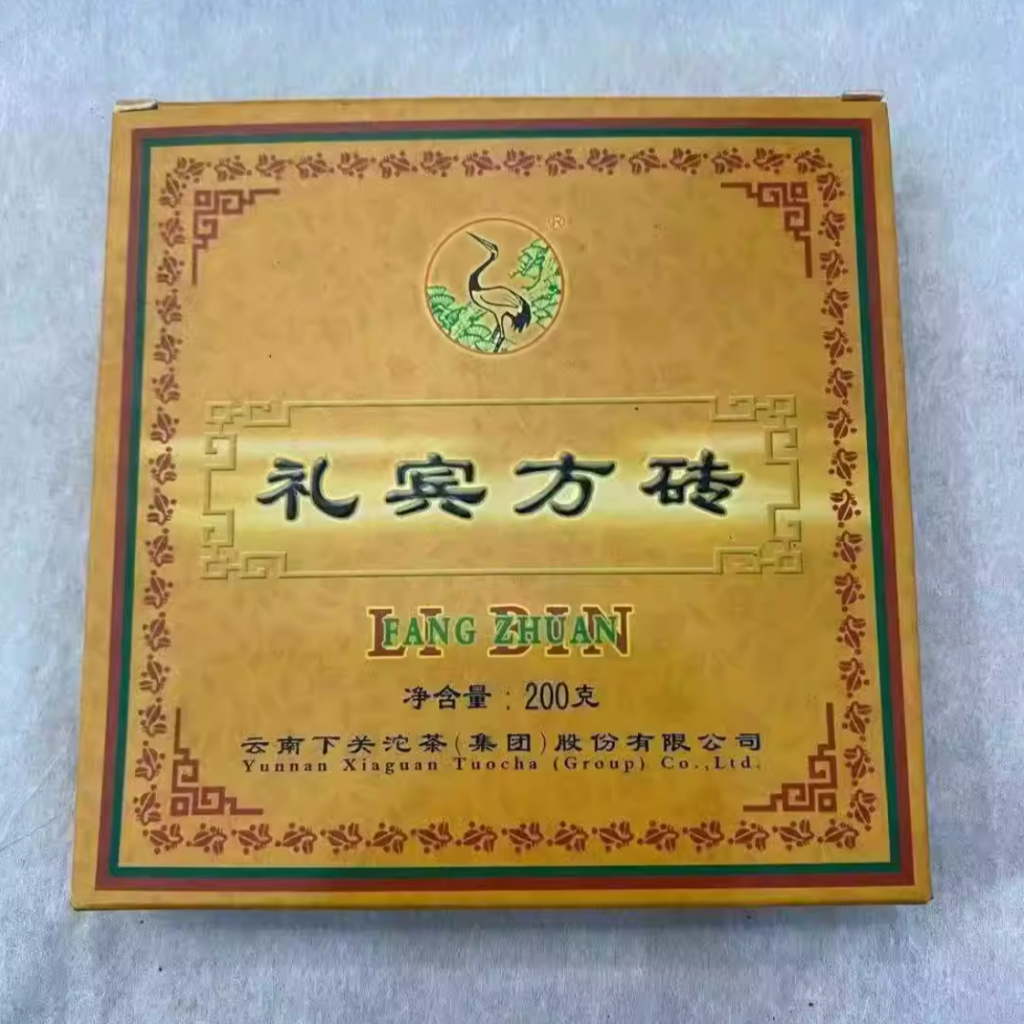 ®
礼宾方砖
LI BIN
FANG ZHUAN
净含量：200克
云南下关沱茶(集团)股份有限公司
Yunnan Xiaguan Tuocha (Group) Co.,Ltd.